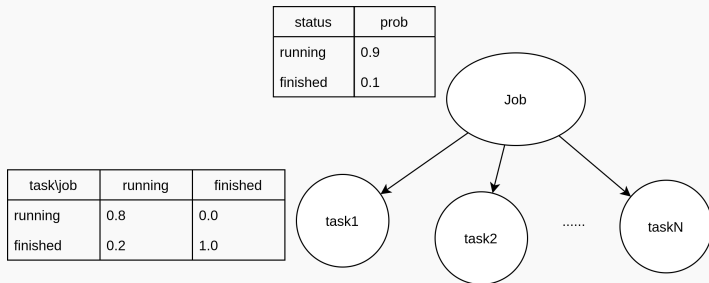 status prob
running 0.9
finished 0.1
Job
task\job running finished
running 0.8 0.0
finished 0.2 1.0
task1
task2
......
taskN